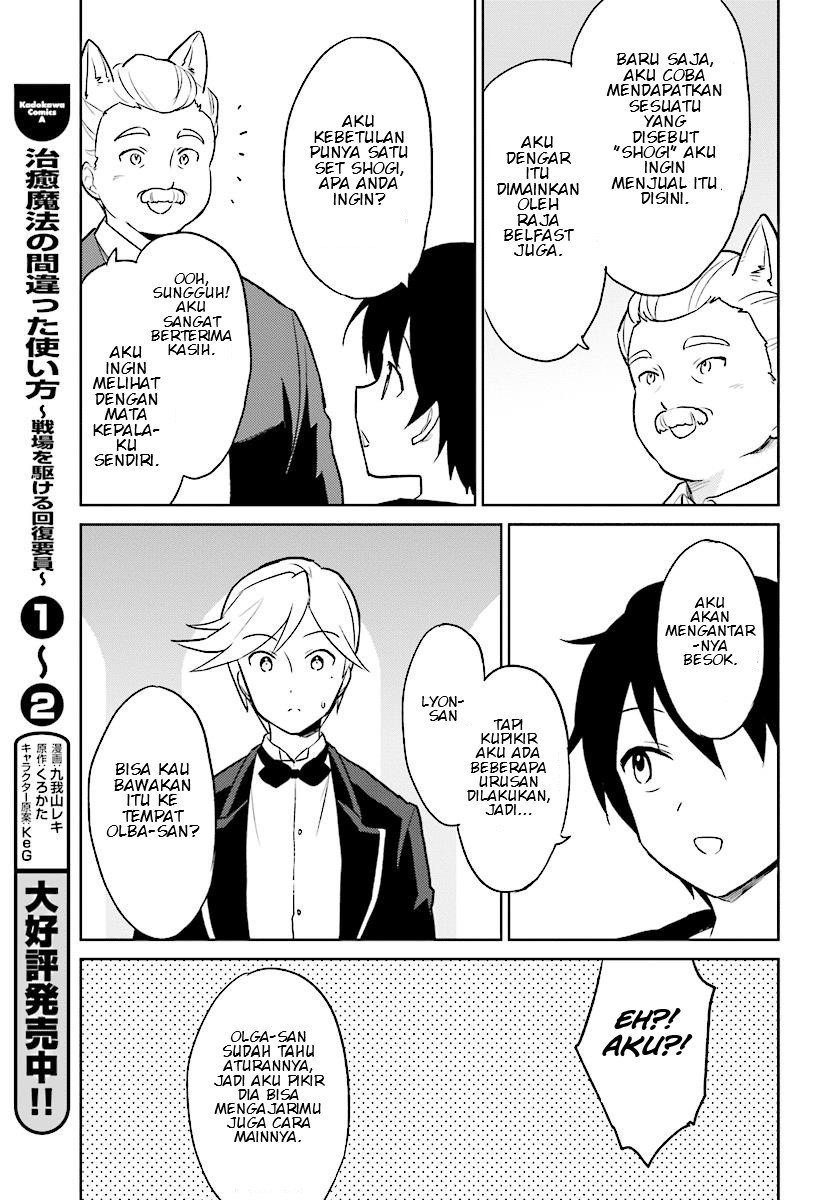 BARU SAJA,
AKU COBA
MENDAPATKAN
SESUATU
YANG
DISEBUT
"SHOGI" AKU
INGIN
MENJUAL ITU
DISINI.
AKU
DENGAR
ITU
DIMAINKAN
OLEH
RAJA
BELFAST
JUGA.
AKU
KEBETULAN
PUNYA SATU
SET SHOGI,
APA ANDA
INGIN?
OOH,
SUNGGUH!
AKU
SANGAT
BERTERIMA
KASIH.
AKU
INGIN
MELIHAT
DENGAN
MATA
KEPALA-
KU
SENDIRI.
AKU
AKAN
MENGANTAR
-NYA
BESOK.
TAPI
KUPIKIR
AKU ADA
BEBERAPA
URUSAN
DILAKUKAN,
JADI...
LYON-
SAN
BISA KAU
BAWAKAN
ITU KE
TEMPAT
OLBA-SAN?
EH?!
AKU?!
OLGA-SAN
SUDAH TAHU
ATURANNYA,
JADI AKU PIKIR
DIA BISA
MENGAJARIMU
JUGA CARA
MAINNYA.
Kadokawa
Comics
A
治癒魔法の間違った使い方
～戦場を駆ける回復要員～
1～2
漫画:九我山レキ
原作:くろかた
キャラクター原案:KeG
大好評発売中!!